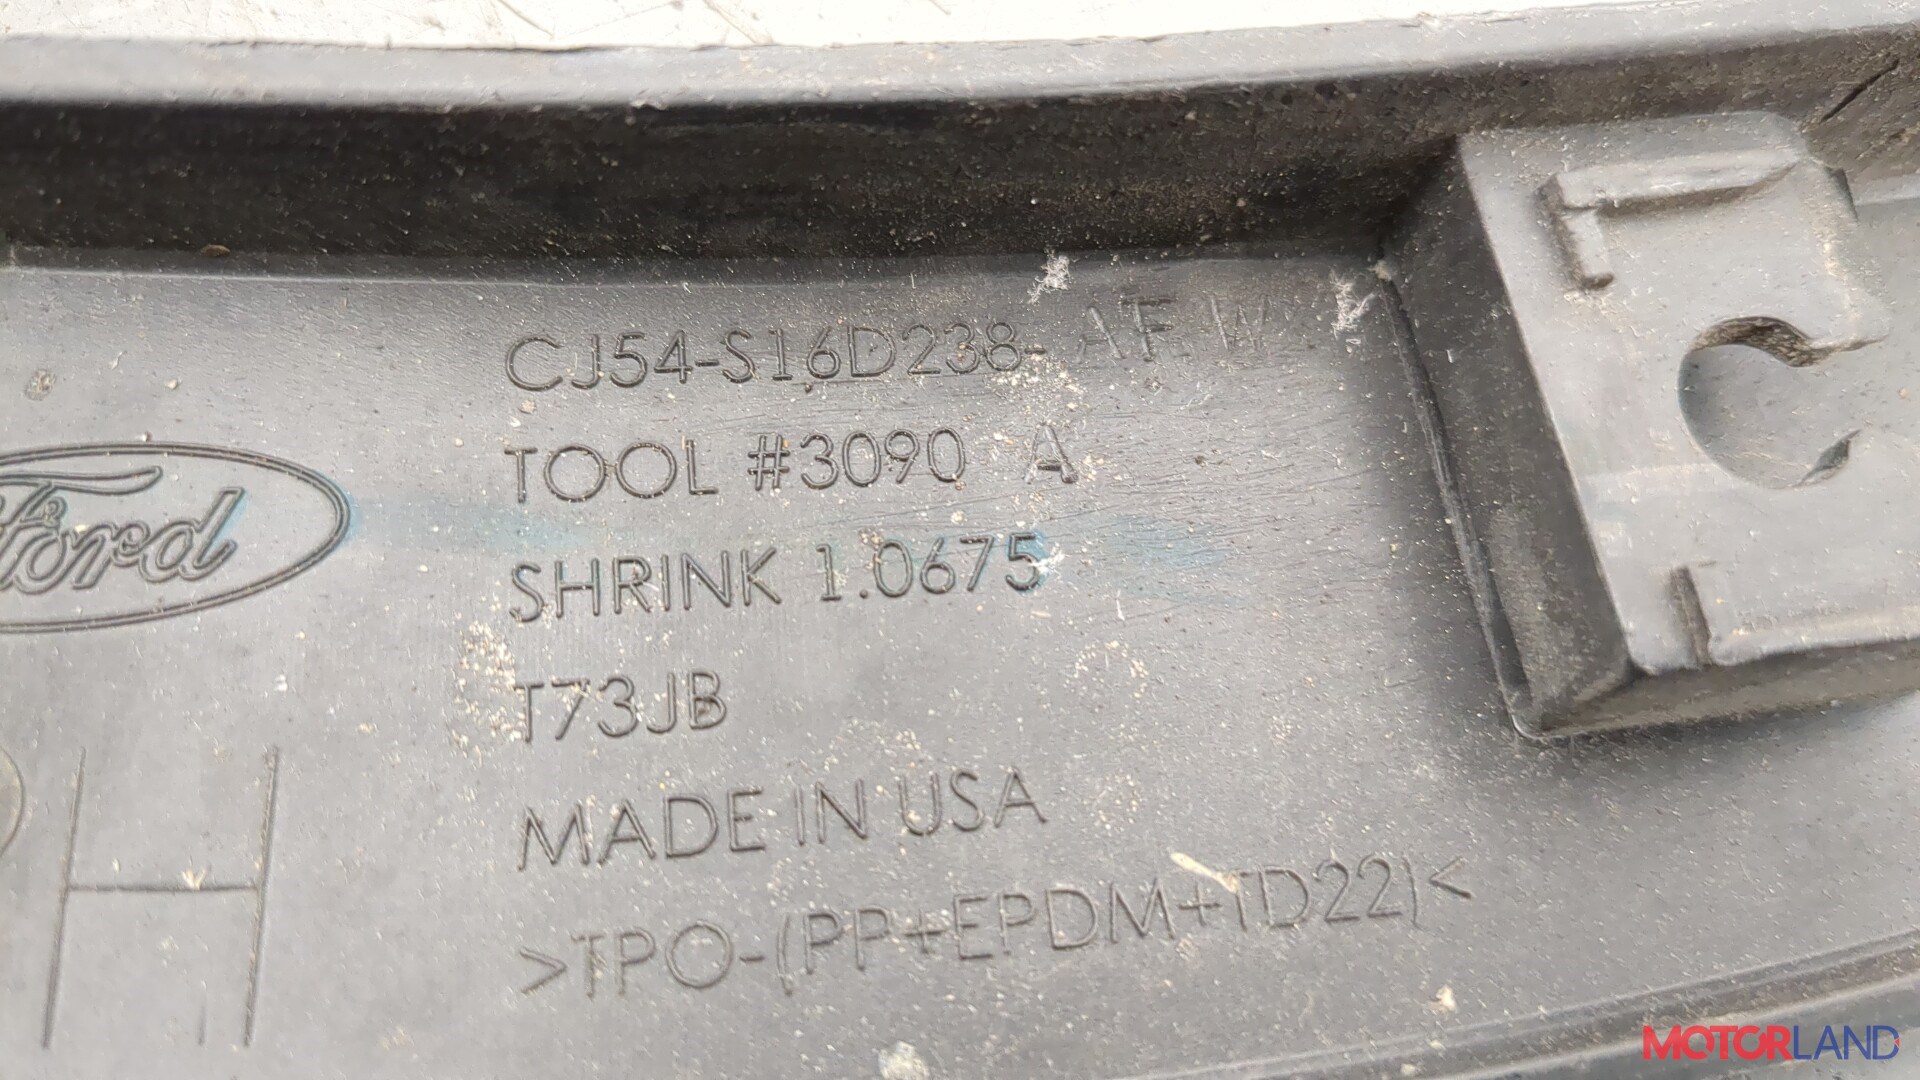 CJ54-S16D238-AF W
TOOL #3090 A
Ford
SHRINK 1.0675
T73JB
MADE IN USA
H
>TPO-(PP+EPDM+TD22)<
MOTORLAND